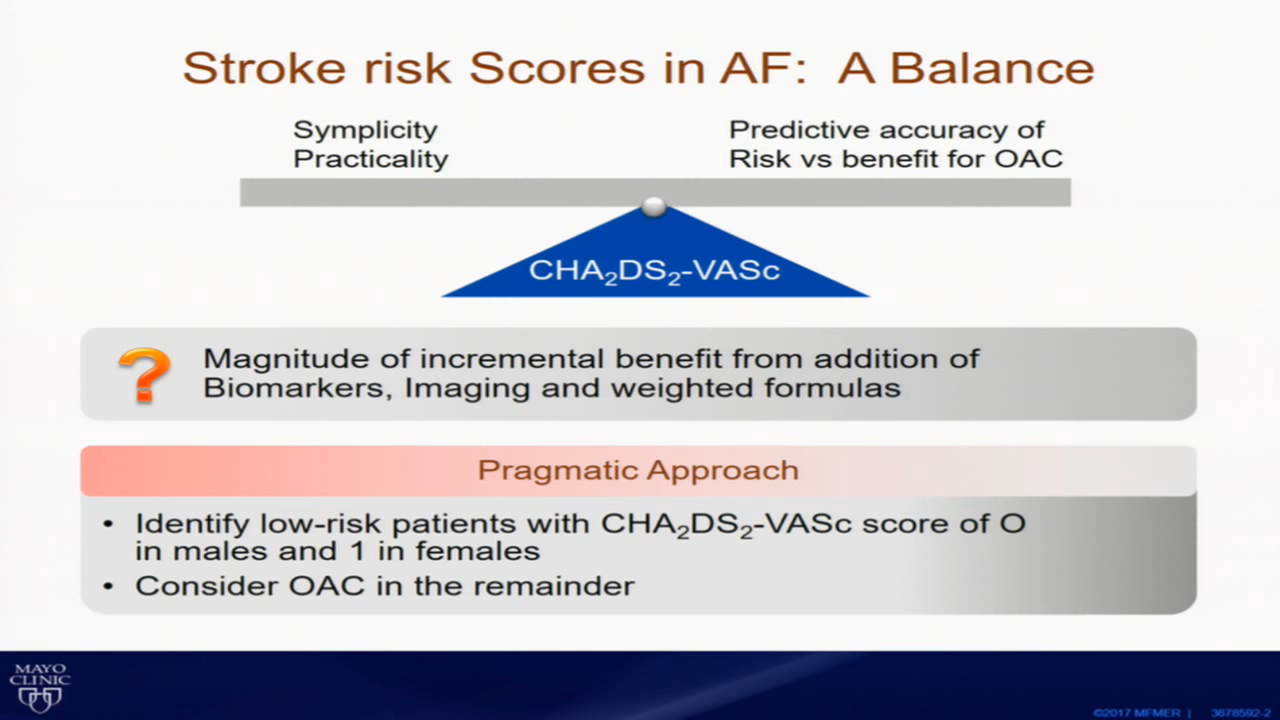 Stroke risk Scores in AF: A Balance
Symplicity
Practicality
Predictive accuracy of
Risk vs benefit for OAC
CHA₂DS₂-VASc
? Magnitude of incremental benefit from addition of
Biomarkers, Imaging and weighted formulas
Pragmatic Approach
• Identify low-risk patients with CHA₂DS₂-VASc score of O
in males and 1 in females
• Consider OAC in the remainder
MAYO
CLINIC
©2017 MFMER | 3678592-2